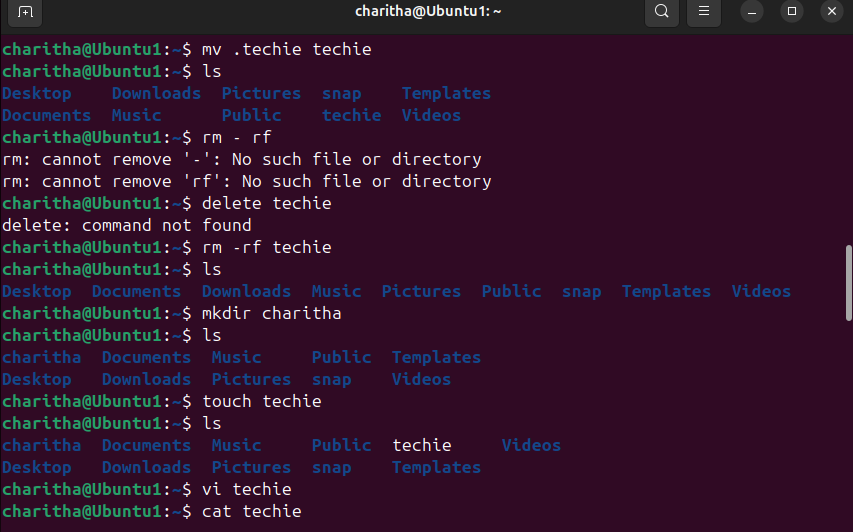 charitha@Ubuntu1: ~
charitha@Ubuntu1:~$ mv .techie techie
charitha@Ubuntu1:~$ ls
Desktop    Downloads  Pictures  snap    Templates
Documents  Music      Public    techie  Videos
charitha@Ubuntu1:~$ rm - rf
rm: cannot remove '-': No such file or directory
rm: cannot remove 'rf': No such file or directory
charitha@Ubuntu1:~$ delete techie
delete: command not found
charitha@Ubuntu1:~$ rm -rf techie
charitha@Ubuntu1:~$ ls
Desktop  Documents  Downloads  Music  Pictures  Public  snap  Templates  Videos
charitha@Ubuntu1:~$ mkdir charitha
charitha@Ubuntu1:~$ ls
charitha  Documents  Music     Public  Templates
Desktop   Downloads  Pictures  snap    Videos
charitha@Ubuntu1:~$ touch techie
charitha@Ubuntu1:~$ ls
charitha  Documents  Music     Public  techie     Videos
Desktop   Downloads  Pictures  snap    Templates
charitha@Ubuntu1:~$ vi techie
charitha@Ubuntu1:~$ cat techie